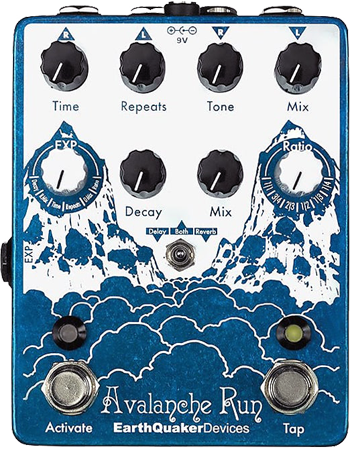 R L R L
9V
Time Repeats Tone Mix
EXP Ratio
Decay Mix
Delay Both Reverb
EXP
Avalanche Run
Activate EarthQuakerDevices Tap